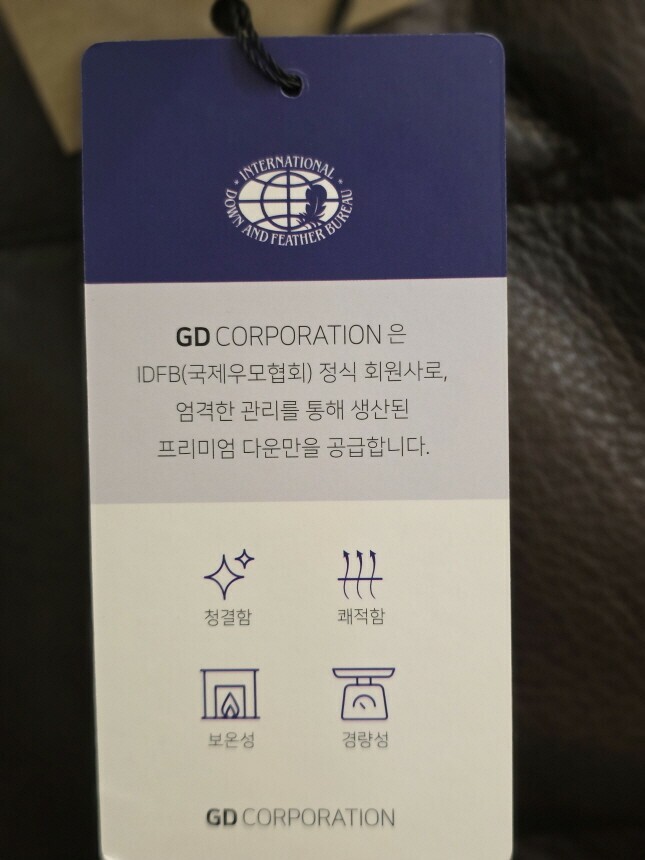 INTERNATIONAL
DOWN AND FEATHER BUREAU
GD CORPORATION 은
IDFB(국제우모협회) 정식 회원사로,
엄격한 관리를 통해 생산된
프리미엄 다운만을 공급합니다.
청결함 쾌적함
보온성 경량성
GD CORPORATION